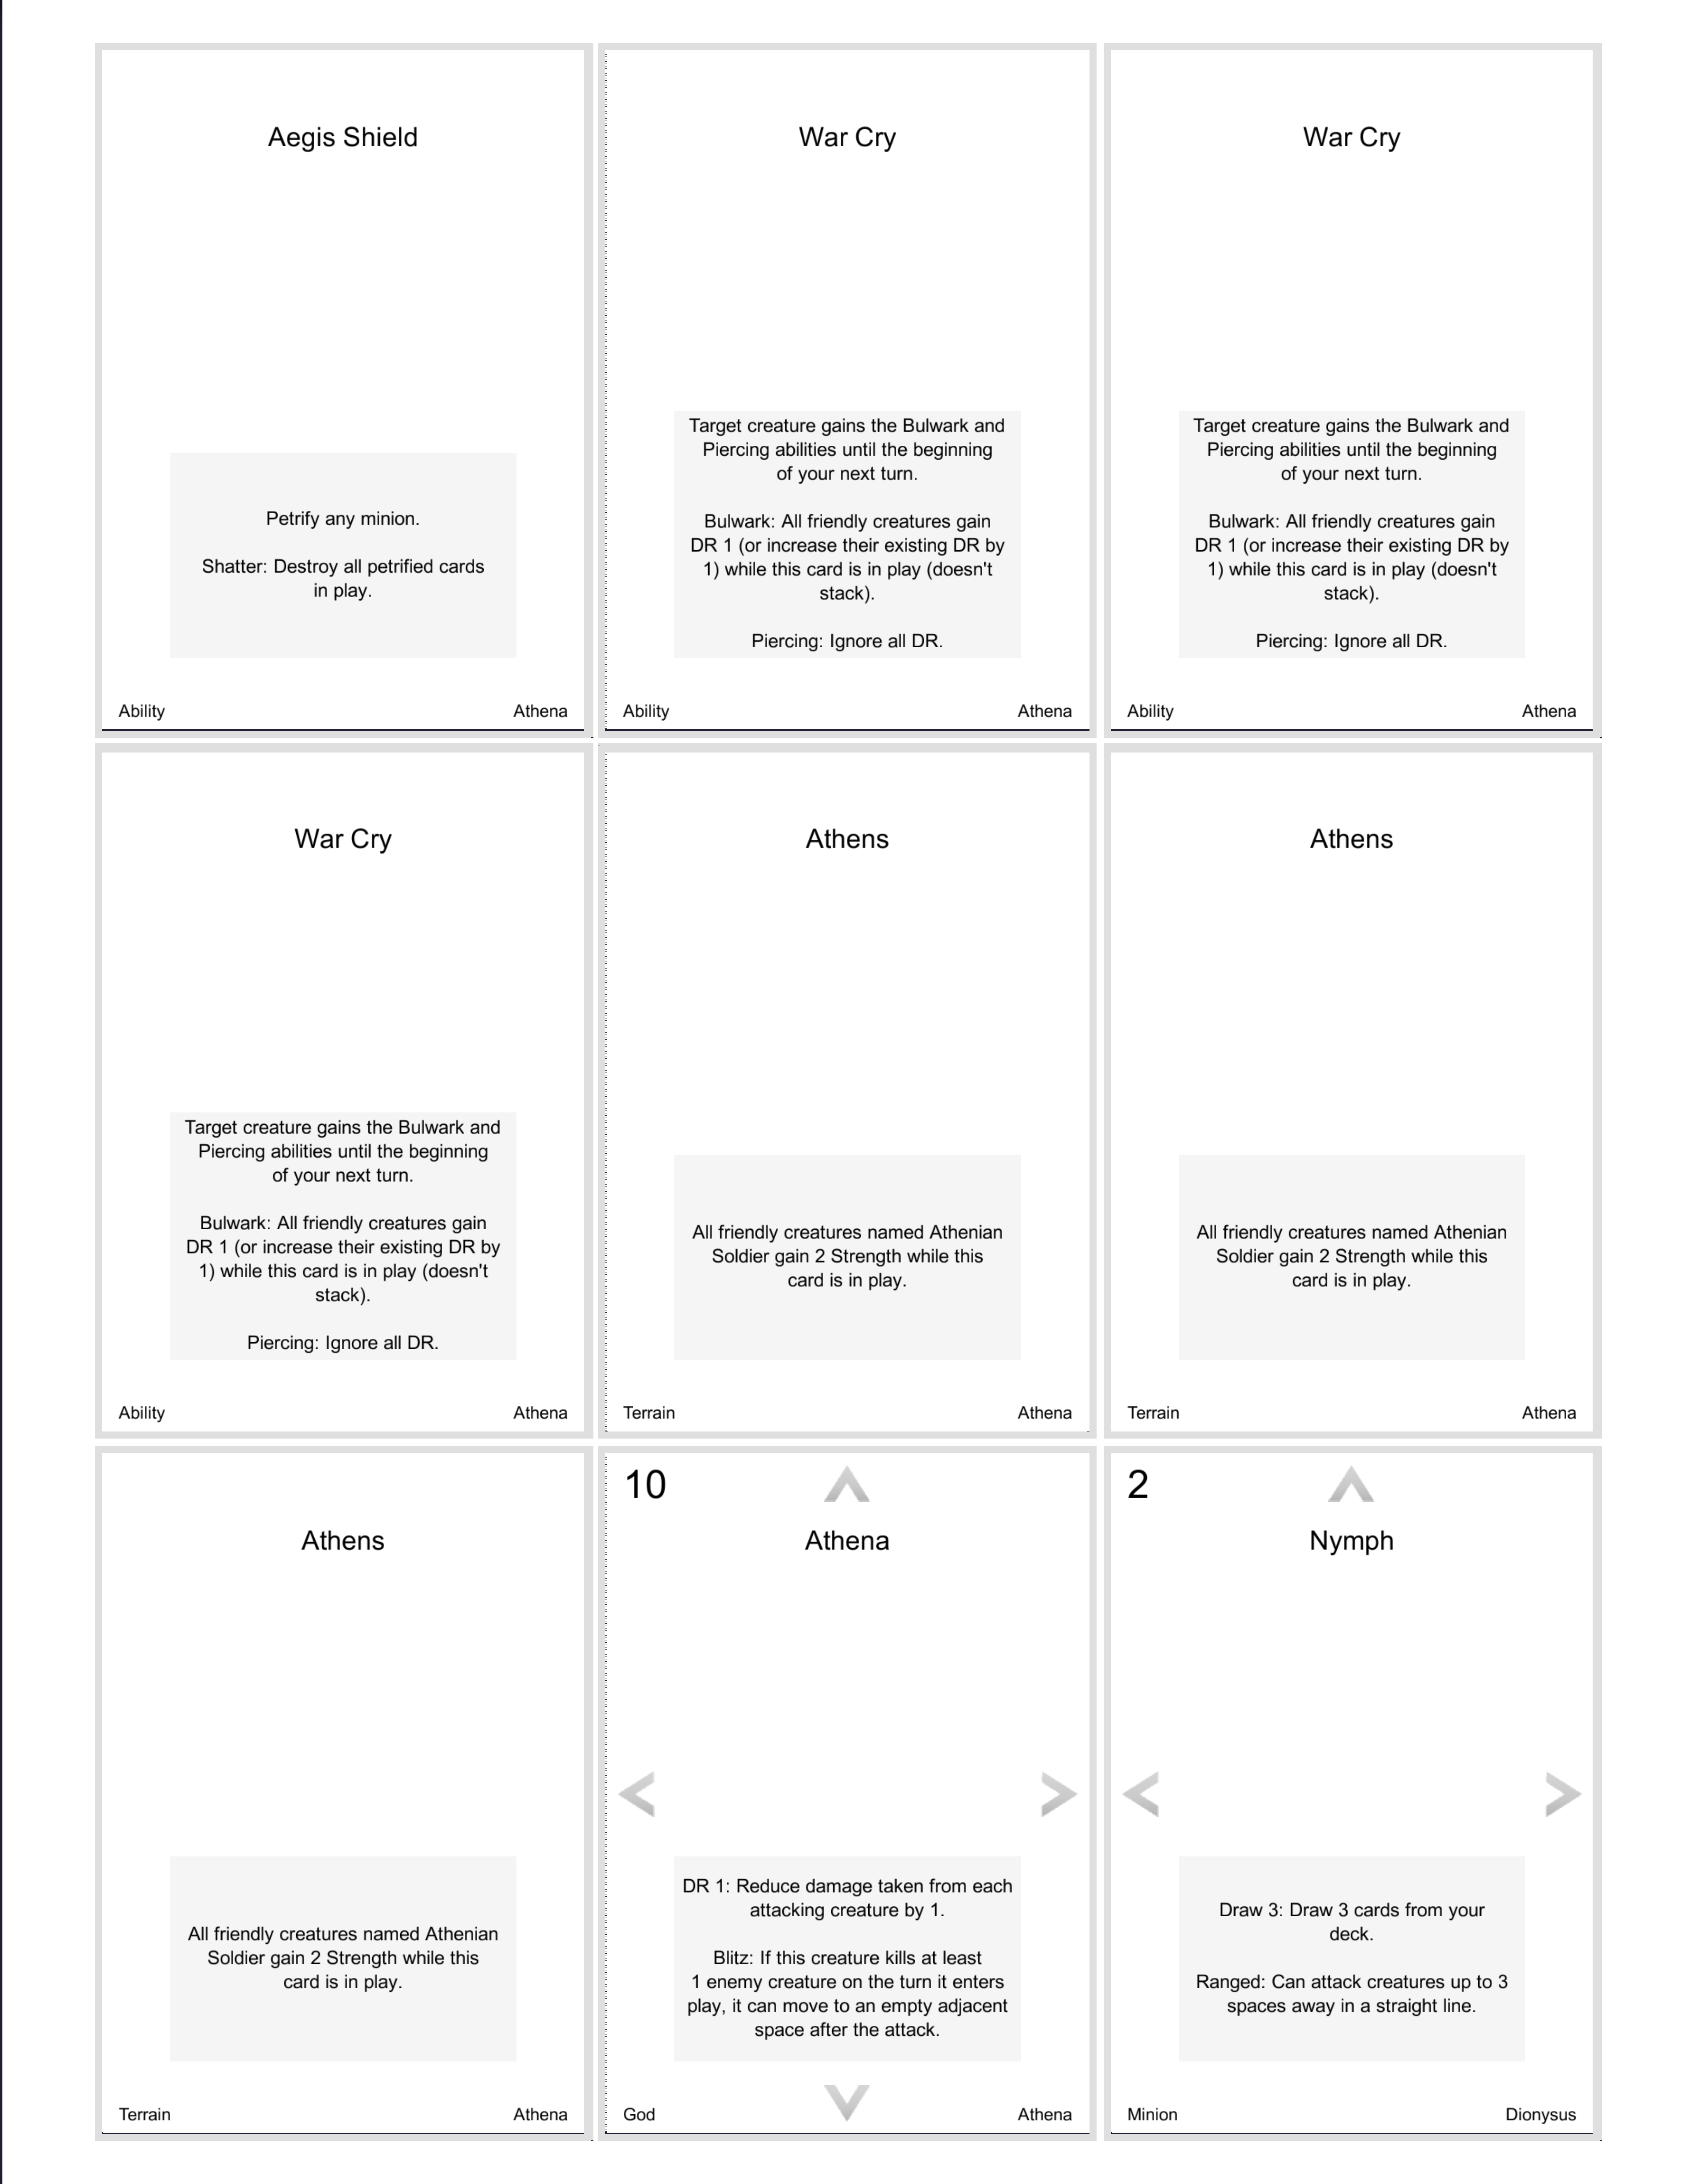 Aegis Shield
Petrify any minion.
Shatter: Destroy all petrified cards
in play.
Ability
Athena
War Cry
Target creature gains the Bulwark and
Piercing abilities until the beginning
of your next turn.
Bulwark: All friendly creatures gain
DR 1 (or increase their existing DR by
1) while this card is in play (doesn't
stack).
Piercing: Ignore all DR.
Ability
Athena
War Cry
Target creature gains the Bulwark and
Piercing abilities until the beginning
of your next turn.
Bulwark: All friendly creatures gain
DR 1 (or increase their existing DR by
1) while this card is in play (doesn't
stack).
Piercing: Ignore all DR.
Ability
Athena
War Cry
Target creature gains the Bulwark and
Piercing abilities until the beginning
of your next turn.
Bulwark: All friendly creatures gain
DR 1 (or increase their existing DR by
1) while this card is in play (doesn't
stack).
Piercing: Ignore all DR.
Ability
Athena
Athens
All friendly creatures named Athenian
Soldier gain 2 Strength while this
card is in play.
Terrain
Athena
Athens
All friendly creatures named Athenian
Soldier gain 2 Strength while this
card is in play.
Terrain
Athena
Athens
All friendly creatures named Athenian
Soldier gain 2 Strength while this
card is in play.
Terrain
Athena
10
Athena
DR 1: Reduce damage taken from each
attacking creature by 1.
Blitz: If this creature kills at least
1 enemy creature on the turn it enters
play, it can move to an empty adjacent
space after the attack.
God
Athena
2
Nymph
Draw 3: Draw 3 cards from your
deck.
Ranged: Can attack creatures up to 3
spaces away in a straight line.
Minion
Dionysus